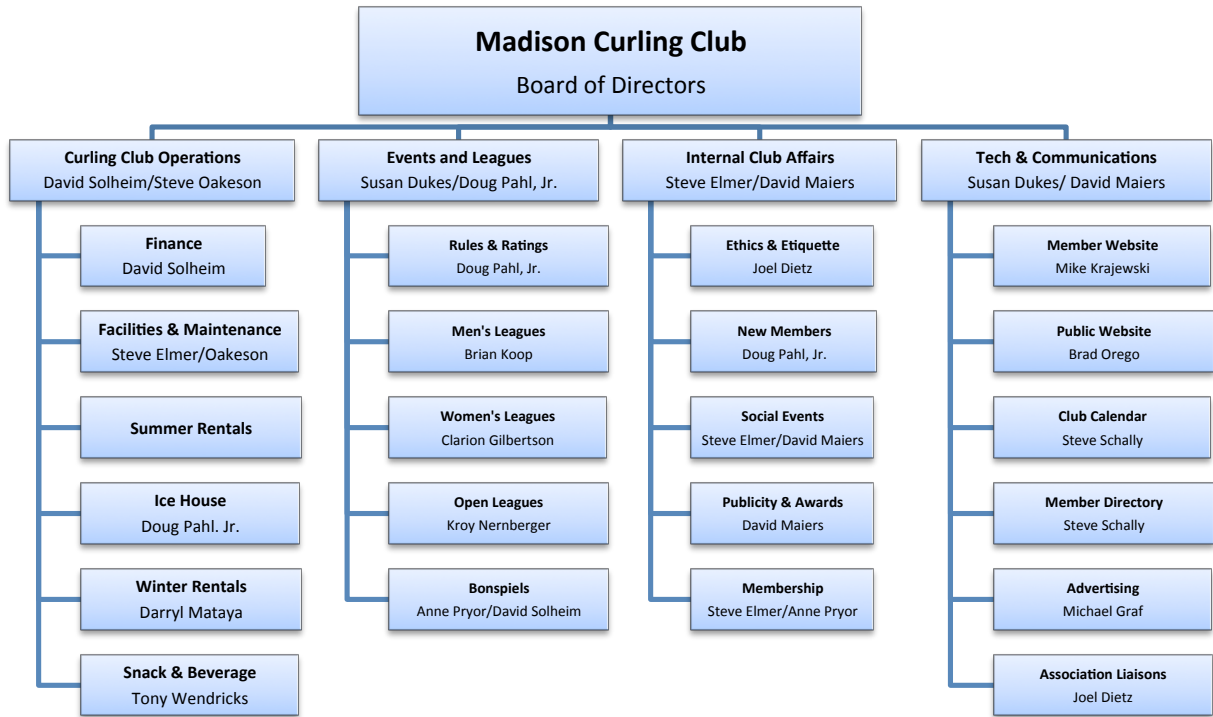 Madison Curling Club
Board of Directors
Curling Club Operations
David Solheim/Steve Oakeson
Finance
David Solheim
Facilities & Maintenance
Steve Elmer/Oakeson
Summer Rentals
Ice House
Doug Pahl. Jr.
Winter Rentals
Darryl Mataya
Snack & Beverage
Tony Wendricks
Events and Leagues
Susan Dukes/Doug Pahl, Jr.
Rules & Ratings
Doug Pahl, Jr.
Men's Leagues
Brian Koop
Women's Leagues
Clarion Gilbertson
Open Leagues
Kroy Nernberger
Bonspiels
Anne Pryor/David Solheim
Internal Club Affairs
Steve Elmer/David Maiers
Ethics & Etiquette
Joel Dietz
New Members
Doug Pahl, Jr.
Social Events
Steve Elmer/David Maiers
Publicity & Awards
David Maiers
Membership
Steve Elmer/Anne Pryor
Tech & Communications
Susan Dukes/ David Maiers
Member Website
Mike Krajewski
Public Website
Brad Orego
Club Calendar
Steve Schally
Member Directory
Steve Schally
Advertising
Michael Graf
Association Liaisons
Joel Dietz